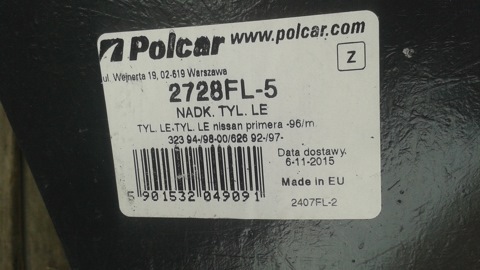 Polcar www.polcar.com
ul. Wejnerta 19, 02-619 Warszawa
Z
2728FL-5
NADK. TYL. LE
TYL. LE.TYL. LE nissan primera -96/m
323 94-/98-00/626 92-/97-
Data dostawy.
6-11-2015
5 901532 049091
Made in EU
2407FL-2